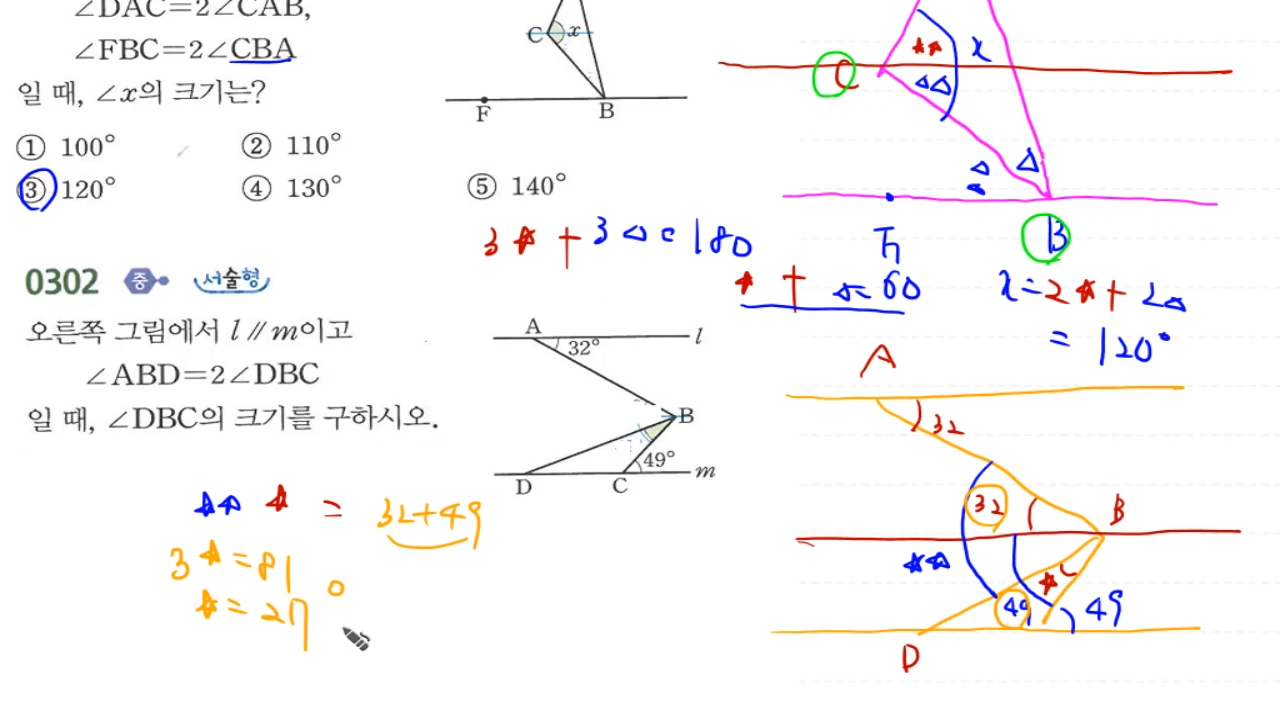 ∠DAC=2∠CAB,
∠FBC=2∠CBA
일 때, ∠x의 크기는?
① 100° ② 110°
③ 120° ④ 130° ⑤ 140°
C x
F B
C x
F B
3☆+3△=180
☆+△=60
x=2☆+2△
=120°
0302 중 서술형
오른쪽 그림에서 l∥m이고
∠ABD=2∠DBC
일 때, ∠DBC의 크기를 구하시오.
A 32° l
B
49° m
D C
A
32
32 B
☆☆ ☆
49 49
D
☆☆ ☆ = 32+49
3☆=81
☆=27°